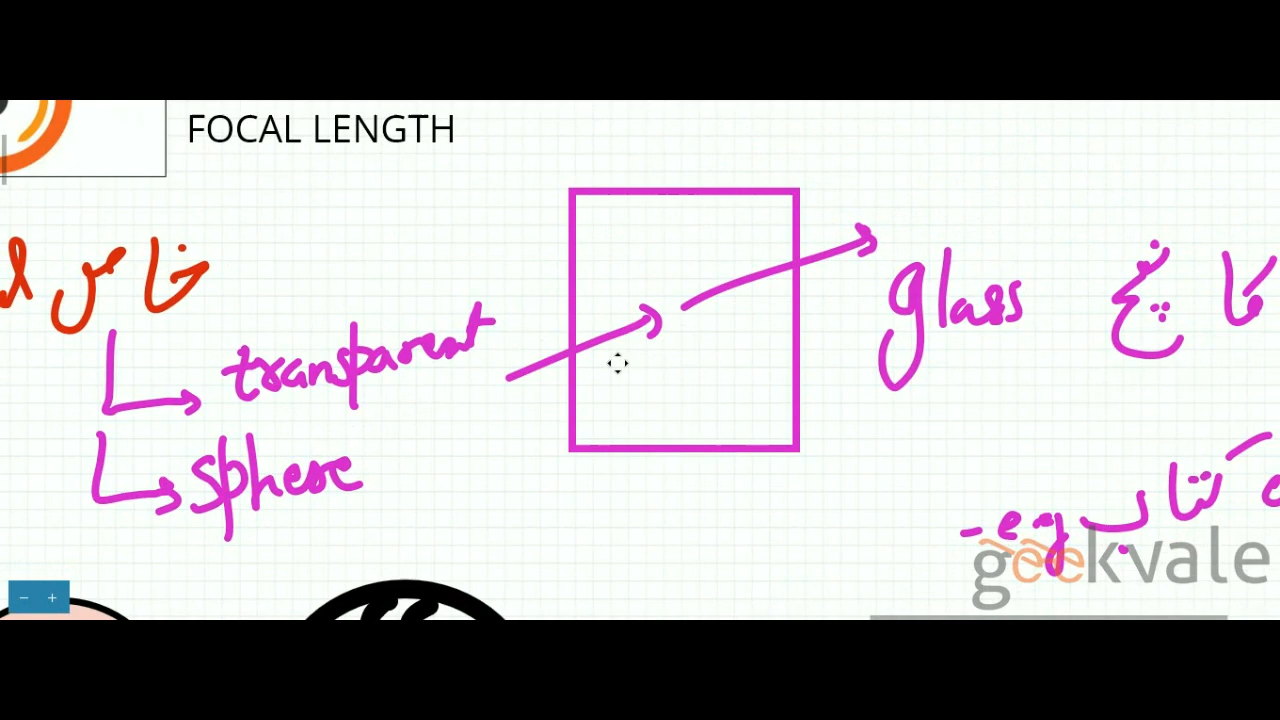 FOCAL LENGTH
خاص
transparent
sphere
glass
کتاب e.g -
geekvale